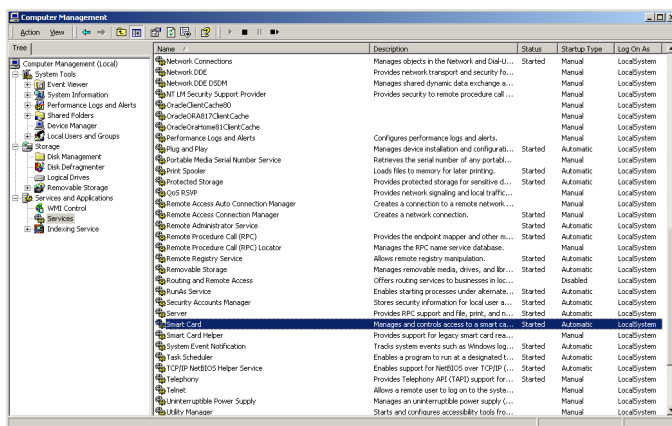 Computer Management
Action View
Tree
Computer Management (Local)
System Tools
Event Viewer
System Information
Performance Logs and Alerts
Shared Folders
Device Manager
Local Users and Groups
Storage
Disk Management
Disk Defragmenter
Logical Drives
Removable Storage
Services and Applications
WMI Control
Services
Indexing Service
Name Description Status Startup Type Log On As
Network Connections Manages objects in the Network and Dial-U... Started Manual LocalSystem
Network DDE Provides network transport and security fo... Manual LocalSystem
Network DDE DSDM Manages shared dynamic data exchange a... Manual LocalSystem
NT LM Security Support Provider Provides security to remote procedure call ... Manual LocalSystem
OracleClientCache80 Manual LocalSystem
OracleORA817ClientCache Manual LocalSystem
OracleOraHome81ClientCache Manual LocalSystem
Performance Logs and Alerts Configures performance logs and alerts. Manual LocalSystem
Plug and Play Manages device installation and configurati... Started Automatic LocalSystem
Portable Media Serial Number Service Retrieves the serial number of any portabl... Manual LocalSystem
Print Spooler Loads files to memory for later printing. Started Automatic LocalSystem
Protected Storage Provides protected storage for sensitive d... Started Automatic LocalSystem
QoS RSVP Provides network signaling and local traffic... Manual LocalSystem
Remote Access Auto Connection Manager Creates a connection to a remote network ... Manual LocalSystem
Remote Access Connection Manager Creates a network connection. Started Manual LocalSystem
Remote Administrator Service Started Automatic LocalSystem
Remote Procedure Call (RPC) Provides the endpoint mapper and other m... Started Automatic LocalSystem
Remote Procedure Call (RPC) Locator Manages the RPC name service database. Manual LocalSystem
Remote Registry Service Allows remote registry manipulation. Started Automatic LocalSystem
Removable Storage Manages removable media, drives, and libr... Started Automatic LocalSystem
Routing and Remote Access Offers routing services to businesses in loc... Disabled LocalSystem
RunAs Service Enables starting processes under alternate... Started Automatic LocalSystem
Security Accounts Manager Stores security information for local user a... Started Automatic LocalSystem
Server Provides RPC support and file, print, and n... Started Automatic LocalSystem
Smart Card Manages and controls access to a smart ca... Started Automatic LocalSystem
Smart Card Helper Provides support for legacy smart card rea... Manual LocalSystem
System Event Notification Tracks system events such as Windows log... Started Automatic LocalSystem
Task Scheduler Enables a program to run at a designated t... Started Automatic LocalSystem
TCP/IP NetBIOS Helper Service Enables support for NetBIOS over TCP/IP (... Started Automatic LocalSystem
Telephony Provides Telephony API (TAPI) support for... Started Manual LocalSystem
Telnet Allows a remote user to log on to the syste... Manual LocalSystem
Uninterruptible Power Supply Manages an uninterruptible power supply (... Manual LocalSystem
Utility Manager Starts and configures accessibility tools fro... Manual LocalSystem